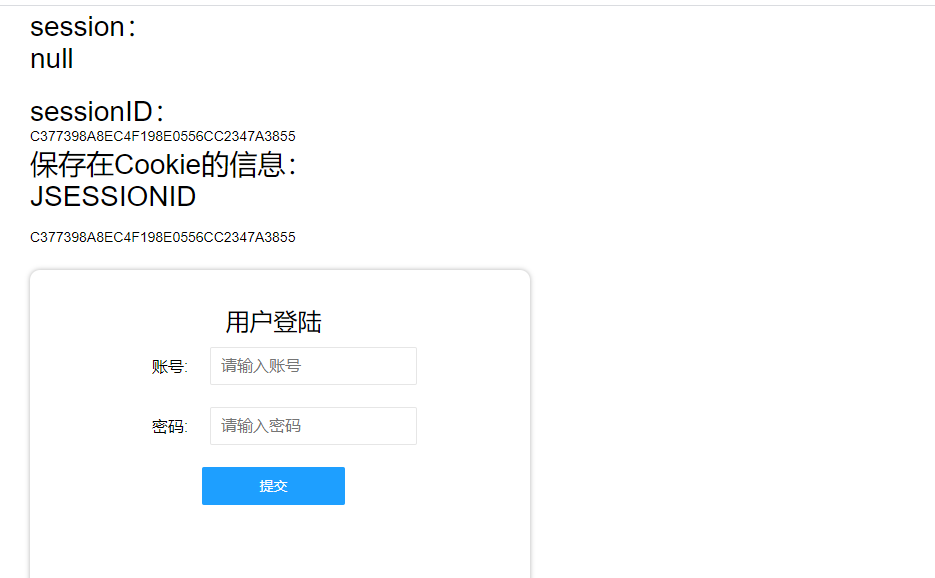 session：
null
sessionID：
C377398A8EC4F198E0556CC2347A3855
保存在Cookie的信息：
JSESSIONID
C377398A8EC4F198E0556CC2347A3855
用户登陆
账号: 请输入账号
密码: 请输入密码
提交